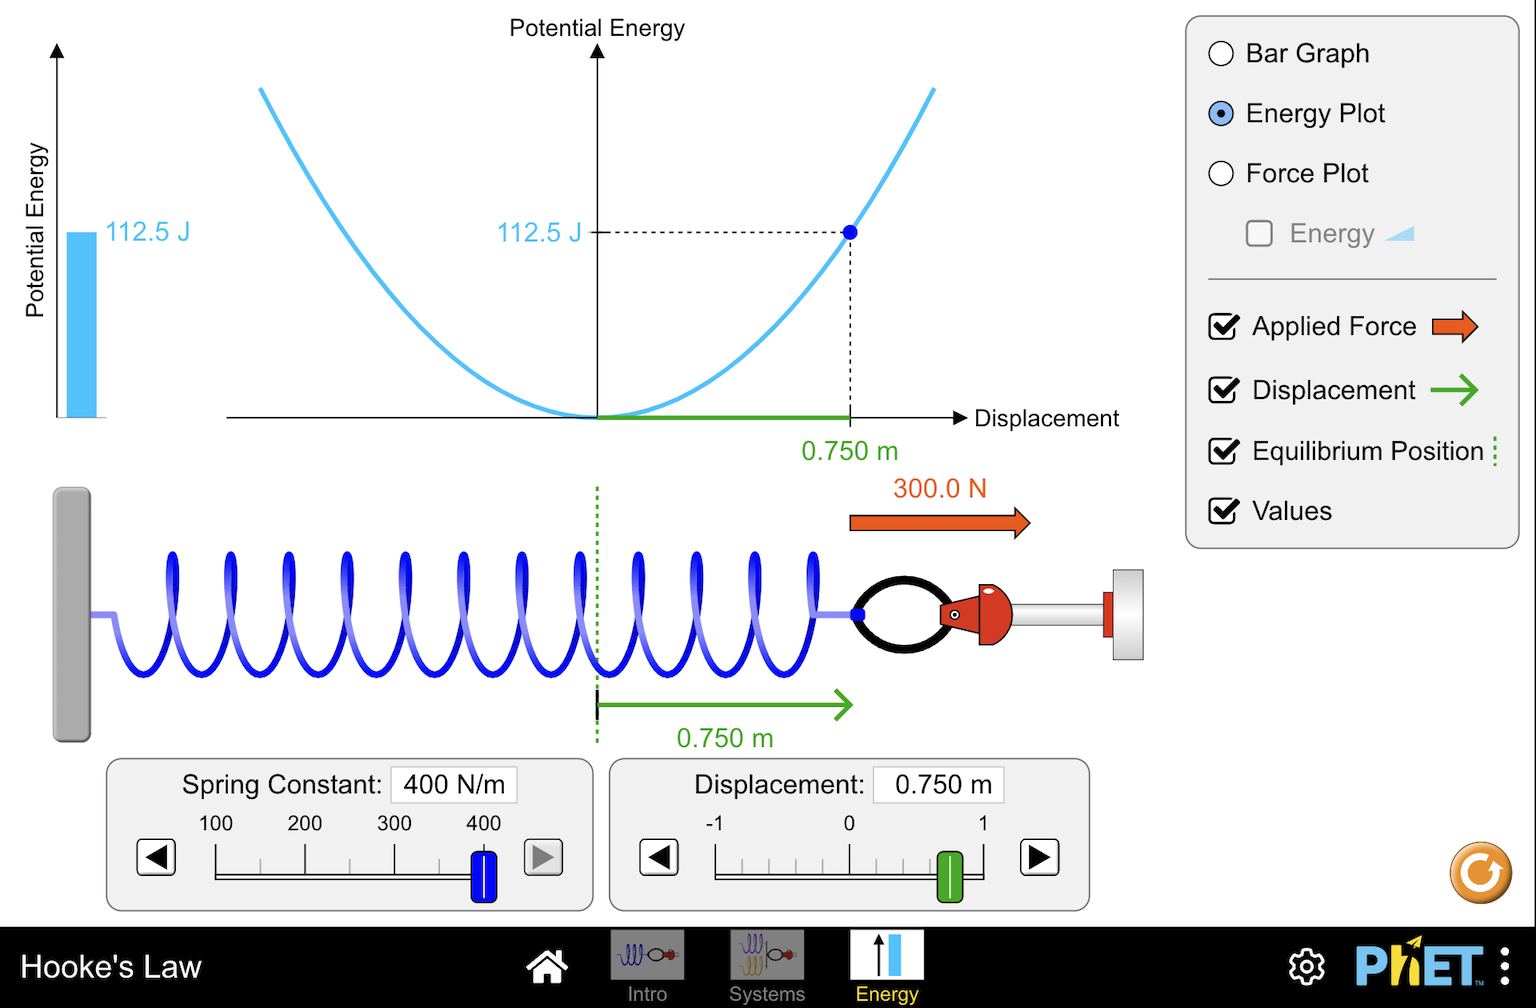 Potential Energy
Potential Energy
112.5 J
112.5 J
Displacement
0.750 m
300.0 N
0.750 m
Bar Graph
Energy Plot
Force Plot
Energy
Applied Force
Displacement
Equilibrium Position
Values
Spring Constant: 400 N/m
100 200 300 400
Displacement: 0.750 m
-1 0 1
Hooke's Law
Intro
Systems
Energy
PhET™